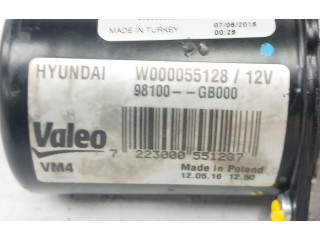 MADE IN TURKEY
07/06/2016
00:28
HYUNDAI W000055128 / 12V
98100--GB000
Valeo
VM4
7 223000 551287
Made in Poland
12.05.16 12.50